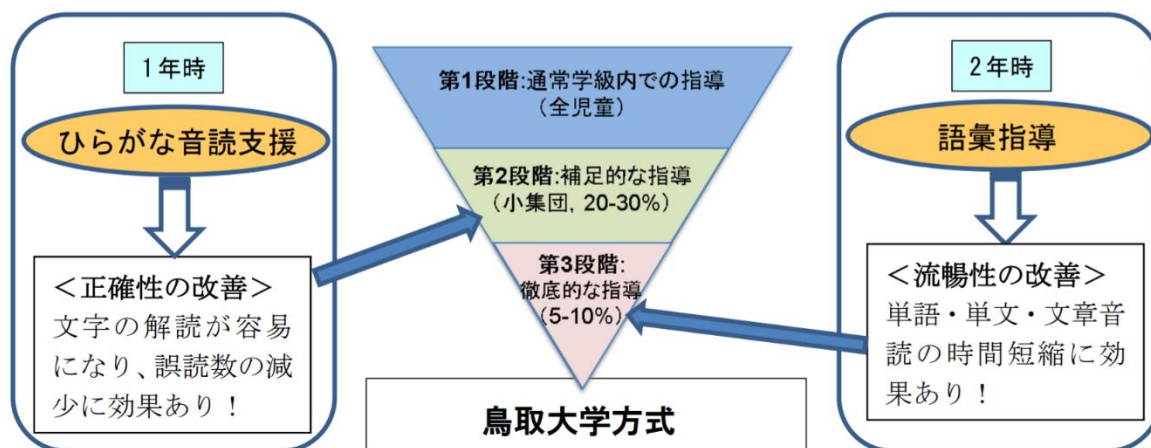 1年時
ひらがな音読支援
＜正確性の改善＞
文字の解読が容易
になり、誤読数の減
少に効果あり！
第1段階:通常学級内での指導
(全児童)
第2段階:補足的な指導
(小集団, 20-30%)
第3段階:
徹底的な指導
(5-10%)
鳥取大学方式
2年時
語彙指導
＜流暢性の改善＞
単語・単文・文章音
読の時間短縮に効
果あり！